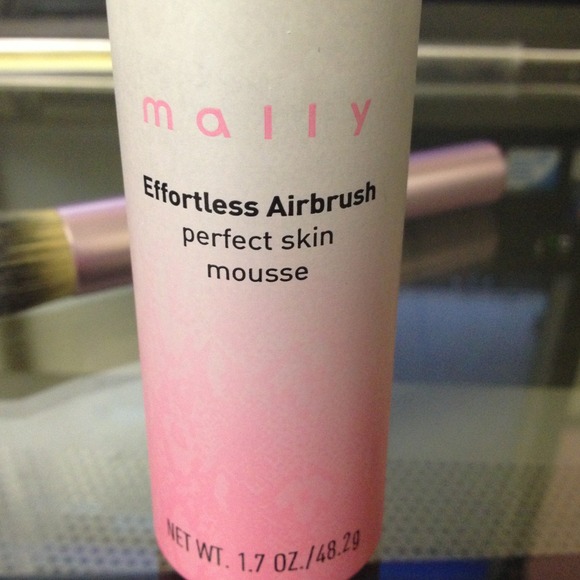 mally
Effortless Airbrush
perfect skin
mousse
NET WT. 1.7 OZ./48.2g